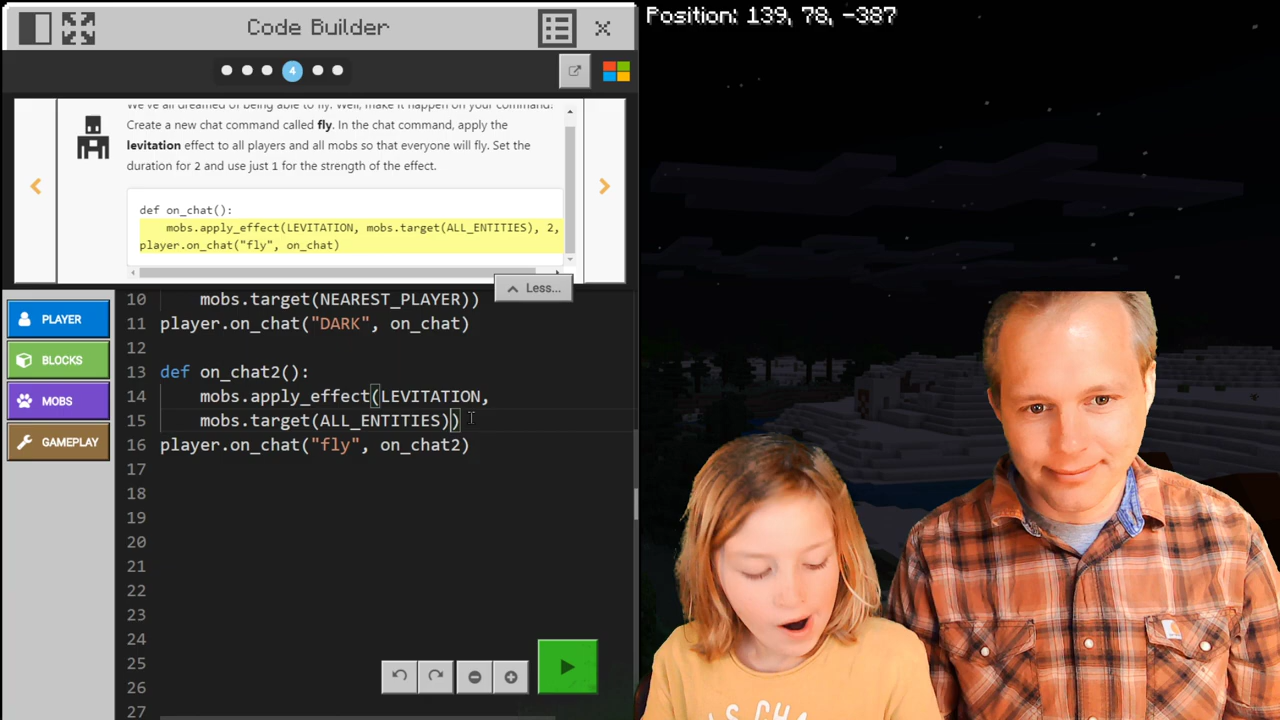 Code Builder
Position: 139, 78, -387
4
We've all dreamed of being able to fly. Well, make it happen on your command!
Create a new chat command called fly. In the chat command, apply the
levitation effect to all players and all mobs so that everyone will fly. Set the
duration for 2 and use just 1 for the strength of the effect.
def on_chat():
mobs.apply_effect(LEVITATION, mobs.target(ALL_ENTITIES), 2,
player.on_chat("fly", on_chat)
Less...
PLAYER
BLOCKS
MOBS
GAMEPLAY
10 mobs.target(NEAREST_PLAYER))
11 player.on_chat("DARK", on_chat)
12
13 def on_chat2():
14 mobs.apply_effect(LEVITATION,
15 mobs.target(ALL_ENTITIES))
16 player.on_chat("fly", on_chat2)
17
18
19
20
21
22
23
24
25
26
27